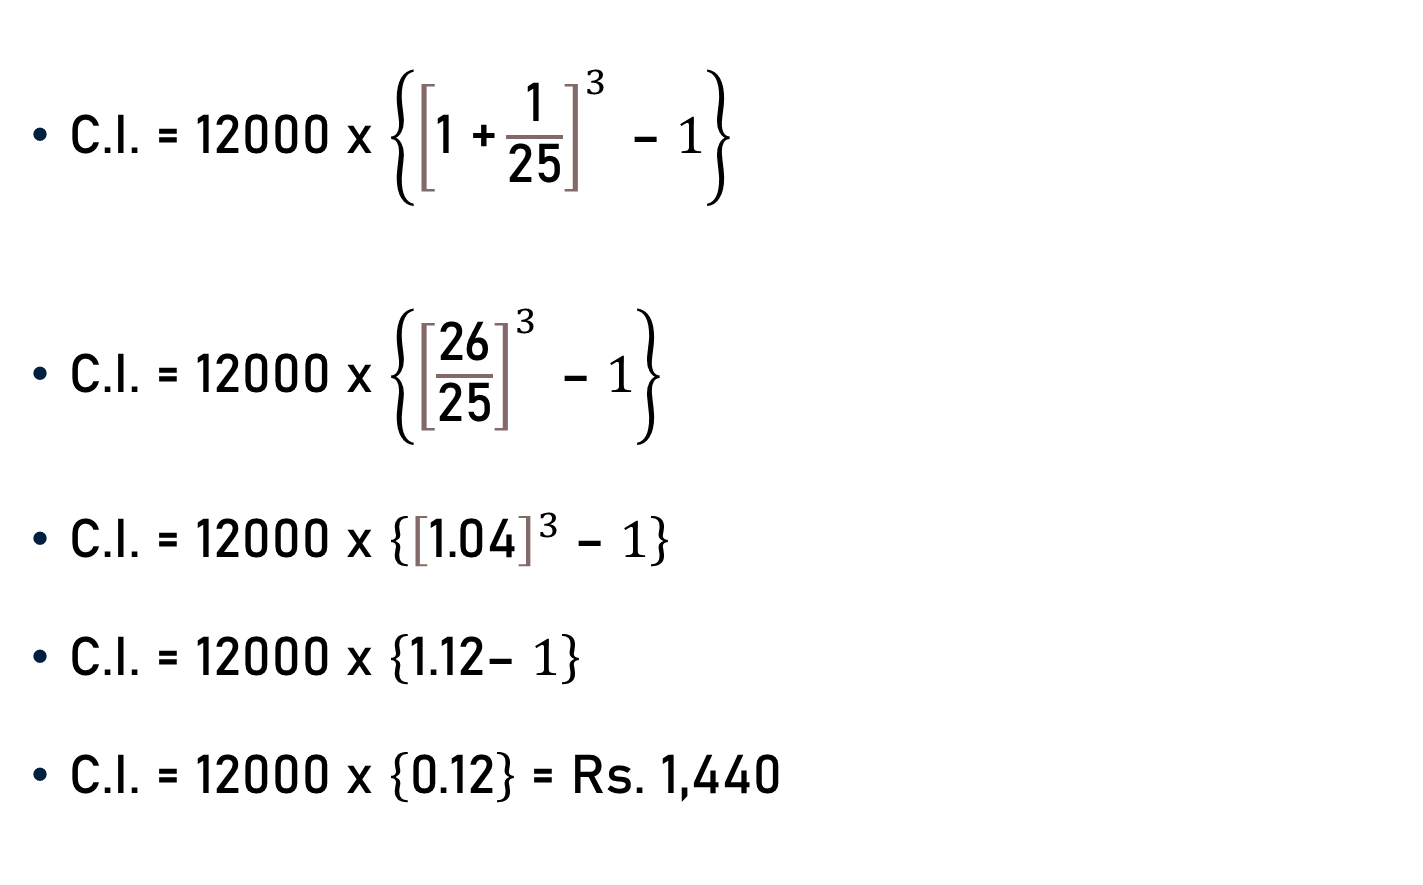 • C.I. = 12000 x {[1 + 1/25]³ – 1}
• C.I. = 12000 x {[26/25]³ – 1}
• C.I. = 12000 x {[1.04]³ – 1}
• C.I. = 12000 x {1.12– 1}
• C.I. = 12000 x {0.12} = Rs. 1,440